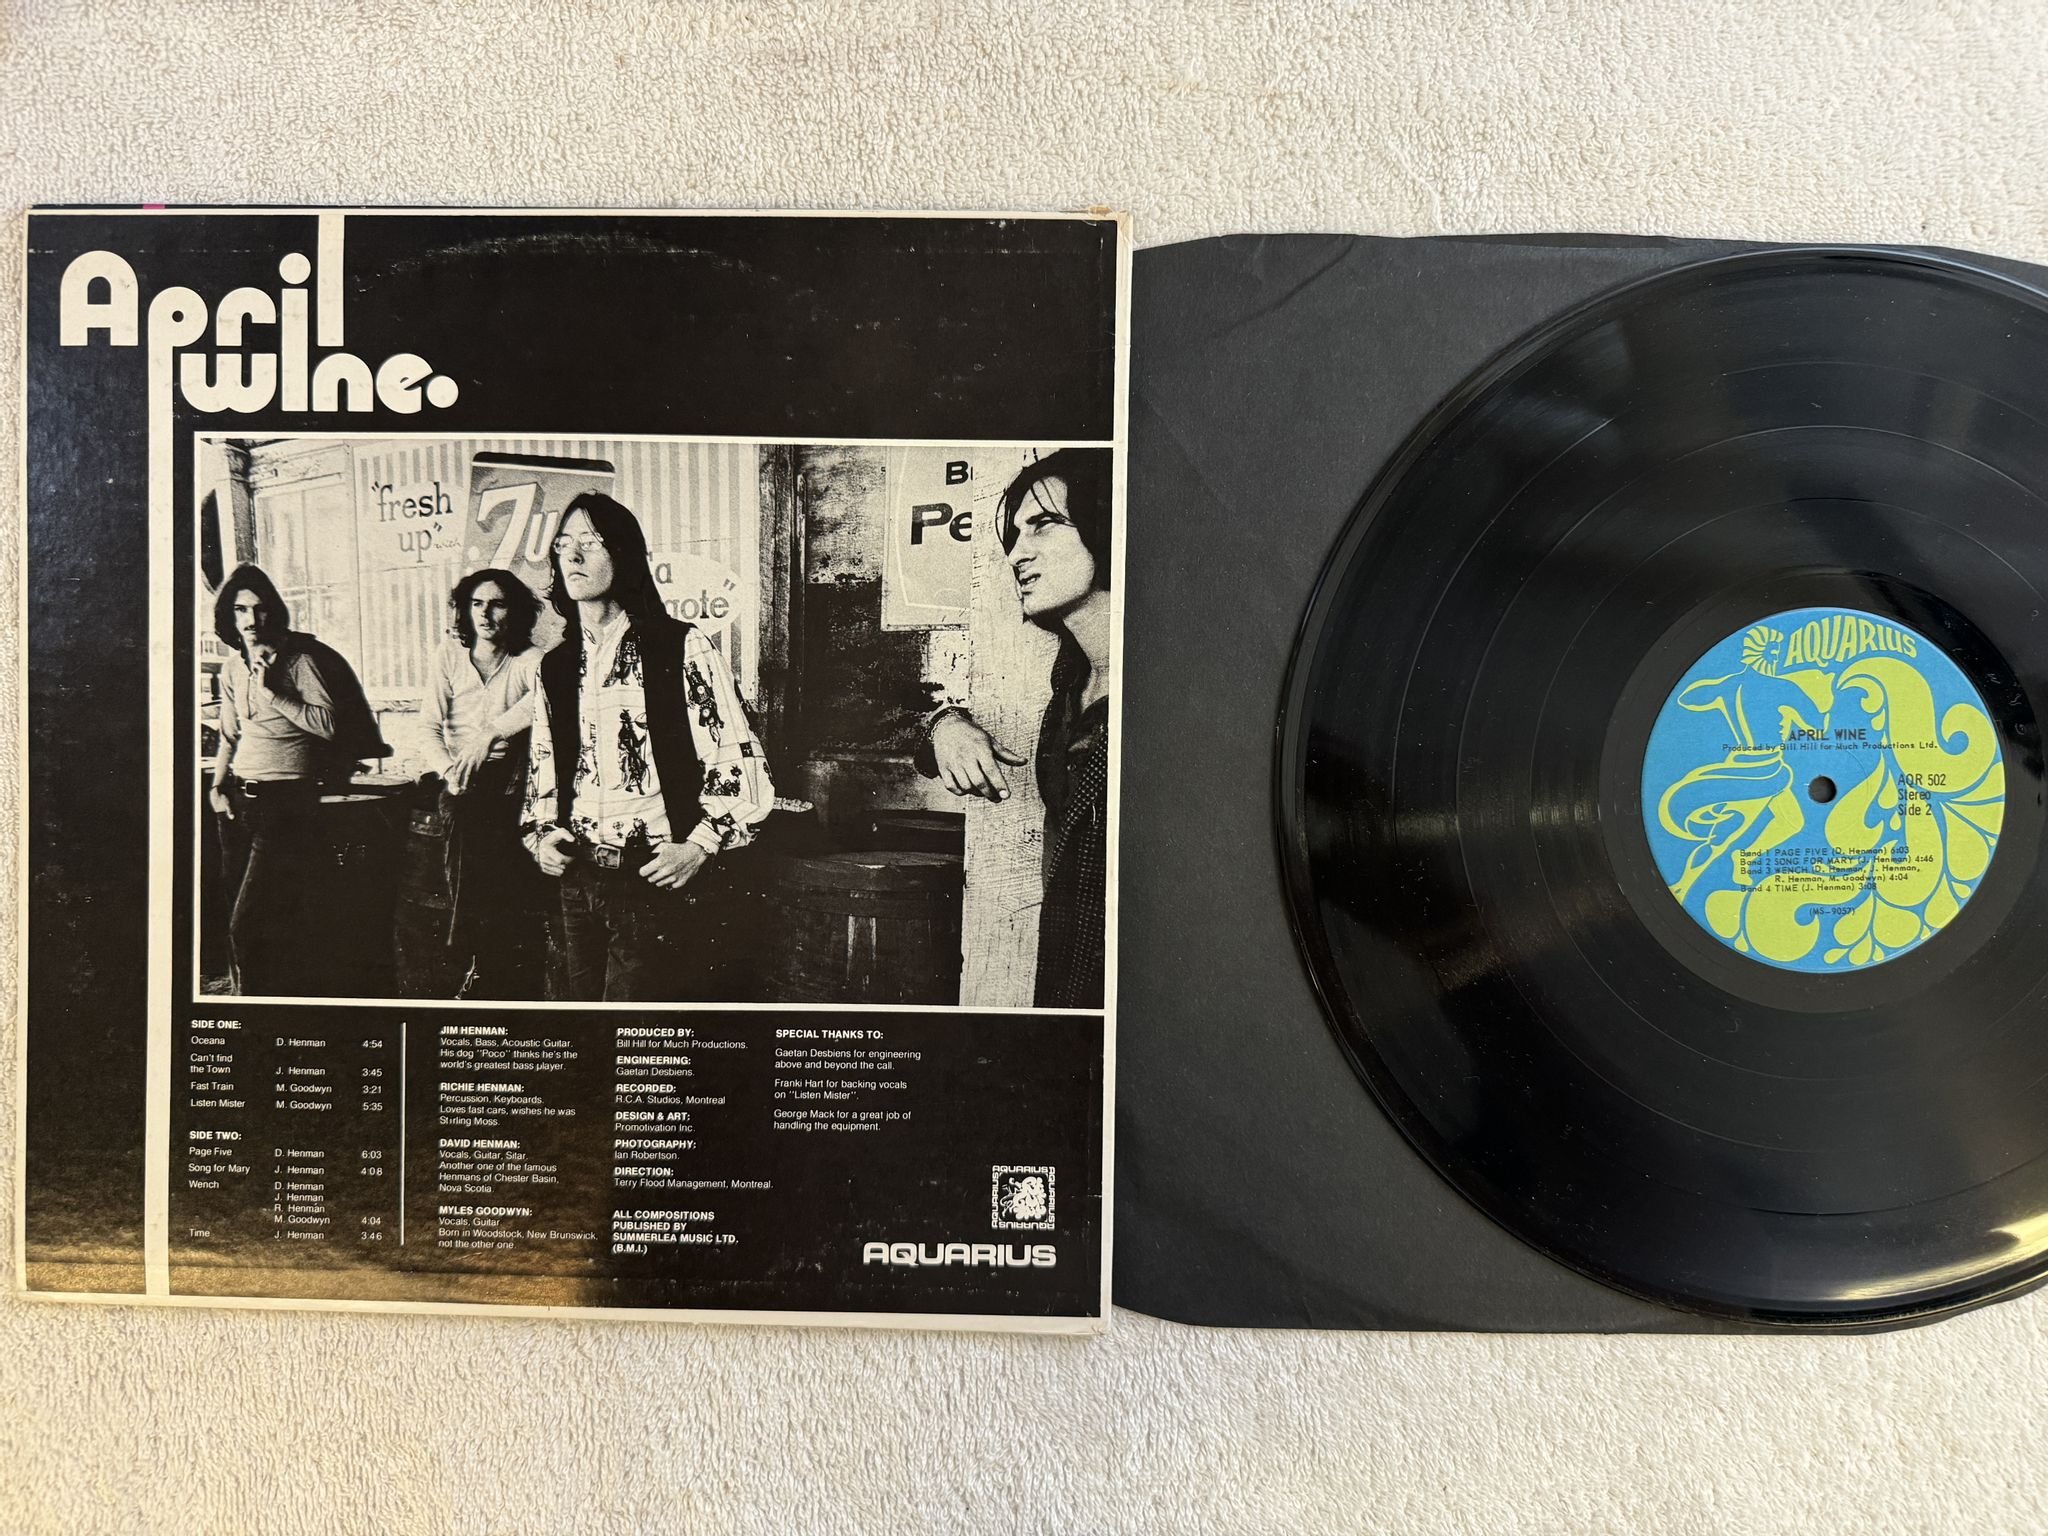 April
wine.
"fresh
up" with
7u
a
gote"
B
Pe
SIDE ONE:
Oceana D. Henman 4:54
Can't find
the Town J. Henman 3:45
Fast Train M. Goodwyn 3:21
Listen Mister M. Goodwyn 5:35
SIDE TWO:
Page Five D. Henman 6:03
Song for Mary J. Henman 4:08
Wench D. Henman
J. Henman
R. Henman
M. Goodwyn 4:04
Time J. Henman 3:46
JIM HENMAN:
Vocals, Bass, Acoustic Guitar.
His dog "Poco" thinks he's the
world's greatest bass player.
RICHIE HENMAN:
Percussion, Keyboards.
Loves fast cars, wishes he was
Stirling Moss.
DAVID HENMAN:
Vocals, Guitar, Sitar.
Another one of the famous
Henmans of Chester Basin,
Nova Scotia.
MYLES GOODWYN:
Vocals, Guitar
Born in Woodstock, New Brunswick,
not the other one.
PRODUCED BY:
Bill Hill for Much Productions.
ENGINEERING:
Gaetan Desbiens.
RECORDED:
R.C.A. Studios, Montreal
DESIGN & ART:
Promotivation Inc.
PHOTOGRAPHY:
Ian Robertson.
DIRECTION:
Terry Flood Management, Montreal.
ALL COMPOSITIONS
PUBLISHED BY
SUMMERLEA MUSIC LTD.
(B.M.I.)
SPECIAL THANKS TO:
Gaetan Desbiens for engineering
above and beyond the call.
Franki Hart for backing vocals
on "Listen Mister".
George Mack for a great job of
handling the equipment.
AQUARIUS
AQUARIUS
AQUARIUS
AQUARIUS
AQUARIUS
AQUARIUS
APRIL WINE
Produced by Bill Hill for Much Productions Ltd.
AQR 502
Stereo
Side 2
Band 1 PAGE FIVE (D. Henman) 6:03
Band 2 SONG FOR MARY (J. Henman) 4:46
Band 3 WENCH (D. Henman, J. Henman,
R. Henman, M. Goodwyn) 4:04
Band 4 TIME (J. Henman) 3:08
(MS-9057)